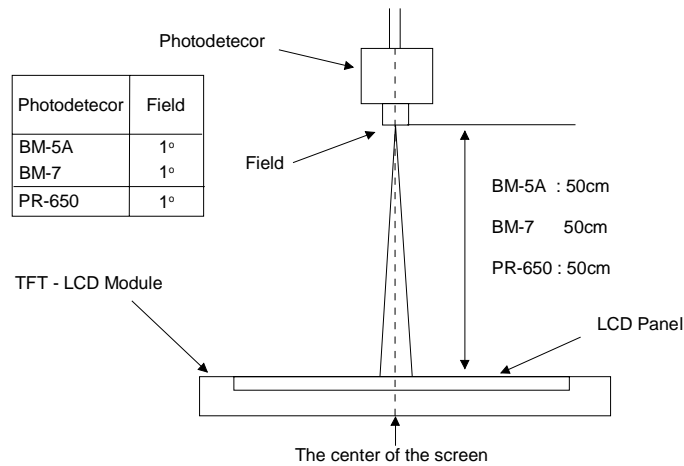 Photodetecor
Photodetecor Field
BM-5A 1°
BM-7 1°
PR-650 1°
Field
BM-5A : 50cm
BM-7 50cm
PR-650 : 50cm
TFT - LCD Module
LCD Panel
The center of the screen